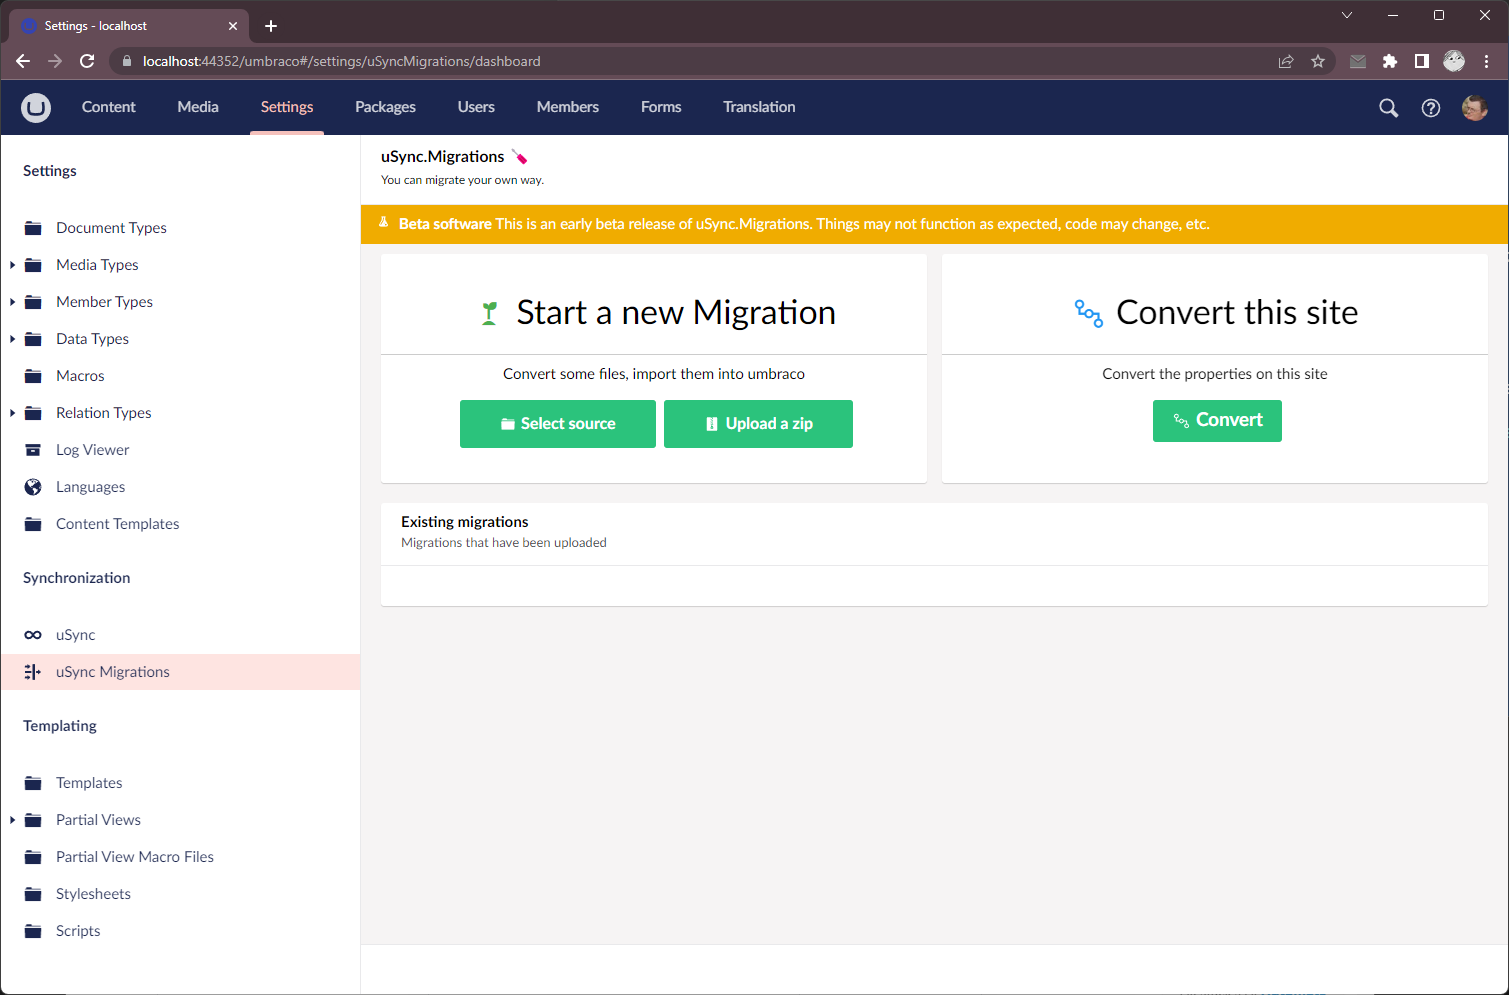 Settings - localhost
localhost:44352/umbraco#/settings/uSyncMigrations/dashboard
Content Media Settings Packages Users Members Forms Translation
Settings
Document Types
Media Types
Member Types
Data Types
Macros
Relation Types
Log Viewer
Languages
Content Templates
Synchronization
uSync
uSync Migrations
Templating
Templates
Partial Views
Partial View Macro Files
Stylesheets
Scripts
uSync.Migrations
You can migrate your own way.
Beta software This is an early beta release of uSync.Migrations. Things may not function as expected, code may change, etc.
Start a new Migration
Convert some files, import them into umbraco
Select source Upload a zip
Convert this site
Convert the properties on this site
Convert
Existing migrations
Migrations that have been uploaded